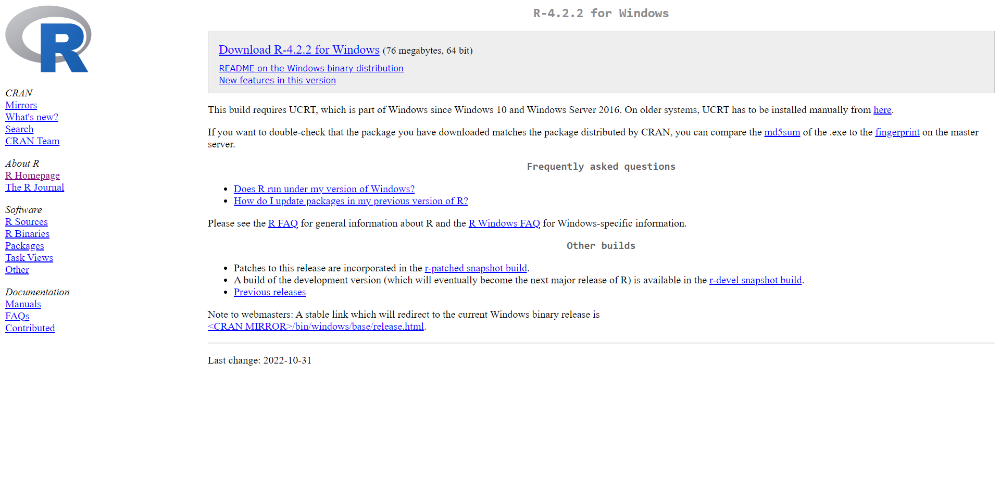 R
CRAN
Mirrors
What's new?
Search
CRAN Team
About R
R Homepage
The R Journal
Software
R Sources
R Binaries
Packages
Task Views
Other
Documentation
Manuals
FAQs
Contributed
R-4.2.2 for Windows
Download R-4.2.2 for Windows (76 megabytes, 64 bit)
README on the Windows binary distribution
New features in this version
This build requires UCRT, which is part of Windows since Windows 10 and Windows Server 2016. On older systems, UCRT has to be installed manually from here.
If you want to double-check that the package you have downloaded matches the package distributed by CRAN, you can compare the md5sum of the .exe to the fingerprint on the master
server.
Frequently asked questions
• Does R run under my version of Windows?
• How do I update packages in my previous version of R?
Please see the R FAQ for general information about R and the R Windows FAQ for Windows-specific information.
Other builds
• Patches to this release are incorporated in the r-patched snapshot build.
• A build of the development version (which will eventually become the next major release of R) is available in the r-devel snapshot build.
• Previous releases
Note to webmasters: A stable link which will redirect to the current Windows binary release is
<CRAN MIRROR>/bin/windows/base/release.html.
Last change: 2022-10-31